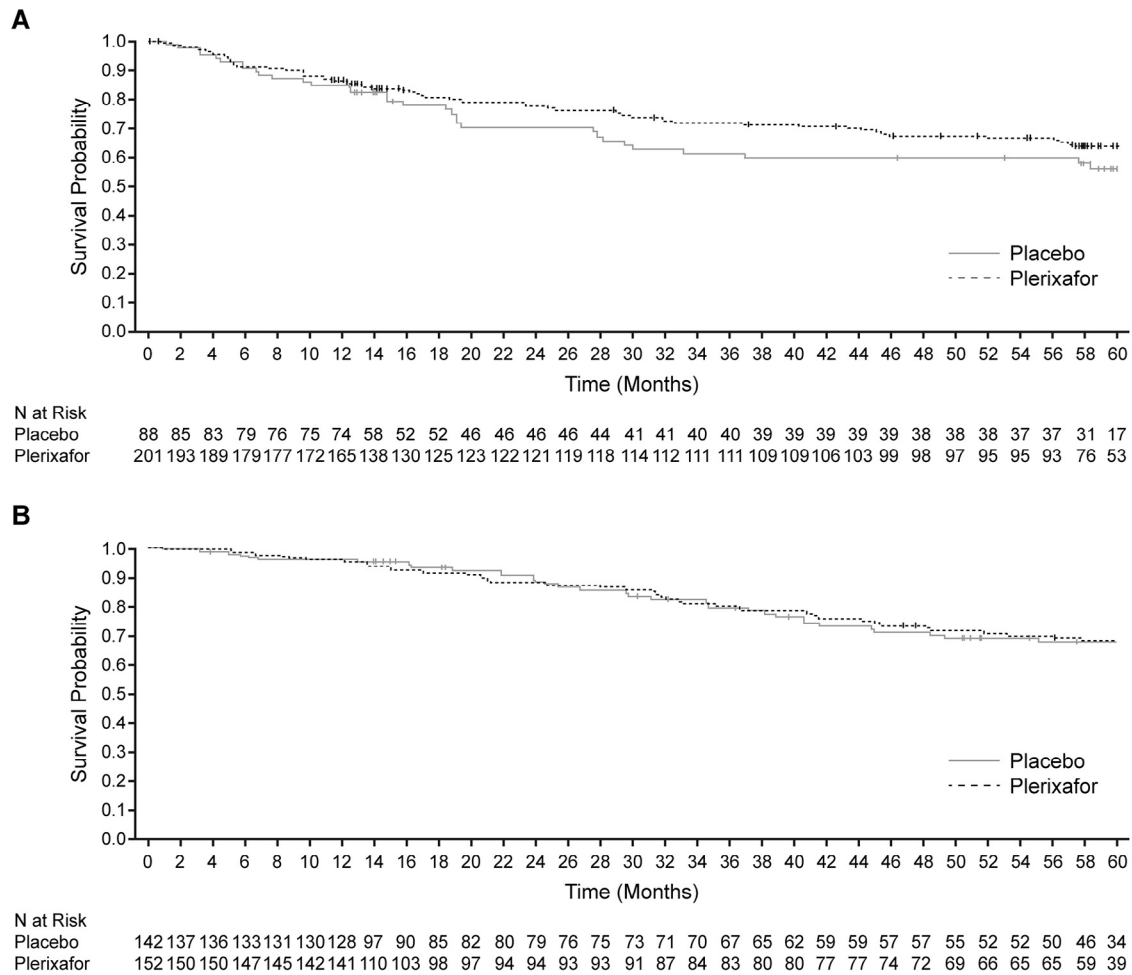 A
1.0
0.9
0.8
0.7
0.6
0.5
0.4
0.3
0.2
0.1
0.0
Survival Probability
Placebo
Plerixafor
0 2 4 6 8 10 12 14 16 18 20 22 24 26 28 30 32 34 36 38 40 42 44 46 48 50 52 54 56 58 60
Time (Months)
N at Risk
Placebo 88 85 83 79 76 75 74 58 52 52 46 46 46 46 44 41 41 40 40 39 39 39 39 39 38 38 38 37 37 31 17
Plerixafor 201 193 189 179 177 172 165 138 130 125 123 122 121 119 118 114 112 111 111 109 109 106 103 99 98 97 95 95 93 76 53
B
1.0
0.9
0.8
0.7
0.6
0.5
0.4
0.3
0.2
0.1
0.0
Survival Probability
Placebo
Plerixafor
0 2 4 6 8 10 12 14 16 18 20 22 24 26 28 30 32 34 36 38 40 42 44 46 48 50 52 54 56 58 60
Time (Months)
N at Risk
Placebo 142 137 136 133 131 130 128 97 90 85 82 80 79 76 75 73 71 70 67 65 62 59 59 57 57 55 52 52 50 46 34
Plerixafor 152 150 150 147 145 142 141 110 103 98 97 94 94 93 93 91 87 84 83 80 80 77 77 74 72 69 66 65 65 59 39